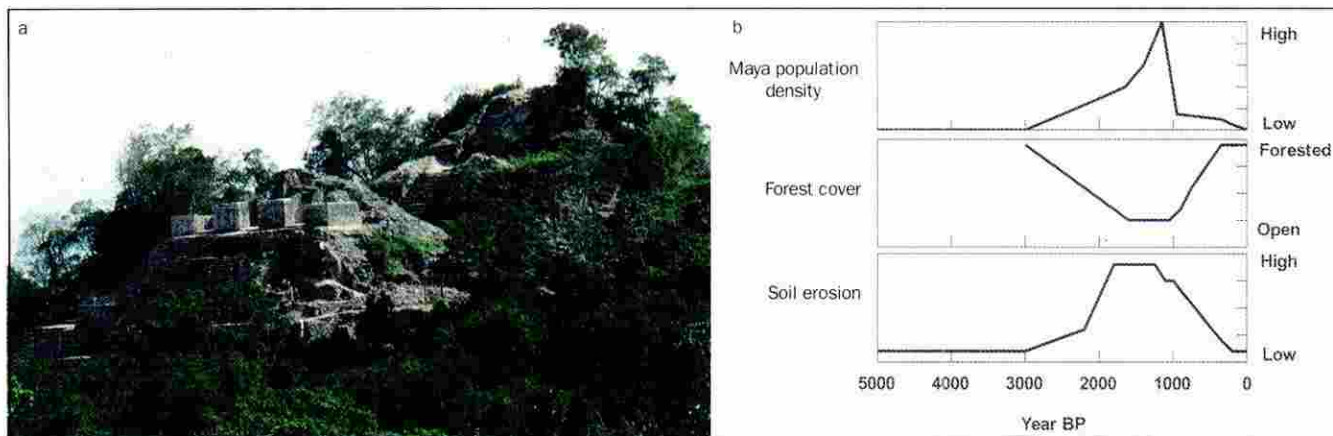 a
b
Maya population
density
High
Low
Forest cover
Forested
Open
Soil erosion
High
Low
5000 4000 3000 2000 1000 0
Year BP